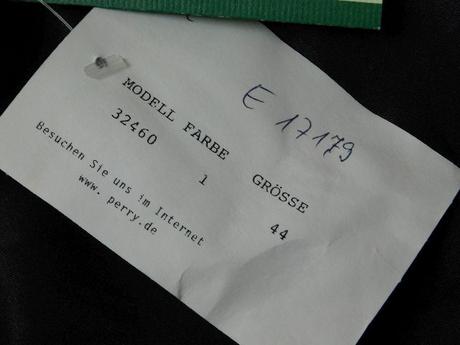 E 17179
MODELL FARBE GRÖSSE
32460 1 44
Besuchen Sie uns im Internet
www. perry.de